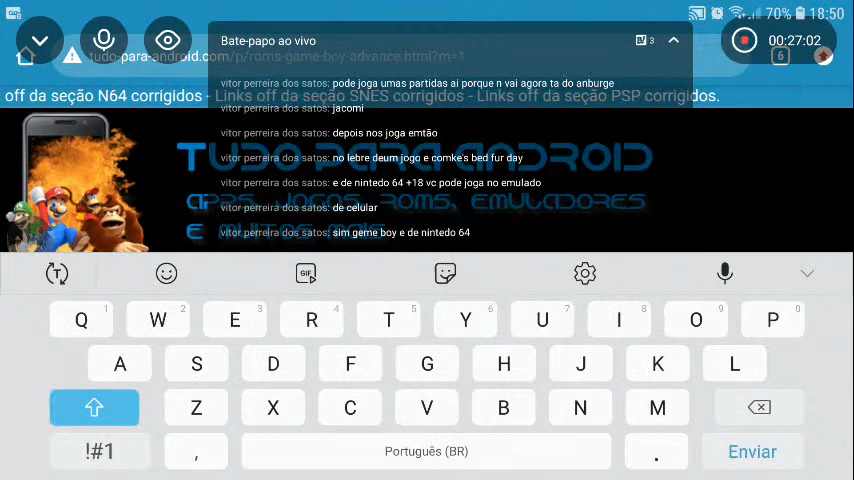 70% 18:50
Bate-papo ao vivo
3
00:27:02
tudo-para-android.com/p/roms-game-boy-advance.html?m=1
6
vitor perreira dos satos: pode joga umas partidas ai porque n vai agora ta do anburge
off da seção N64 corrigidos - Links off da seção SNES corrigidos - Links off da seção PSP corrigidos.
vitor perreira dos satos: jacomi
vitor perreira dos satos: depois nos joga emtão
Tudo para android
vitor perreira dos satos: no lebre deum jogo e comke's bed fur day
vitor perreira dos satos: e de nintedo 64 +18 vc pode joga no emulado
apps, jogos, roms, emuladores
vitor perreira dos satos: de celular
e muitos mais
vitor perreira dos satos: sim geme boy e de nintedo 64
T GIF
Q 1 W 2 E 3 R 4 T 5 Y 6 U 7 I 8 O 9 P 0
A S D F G H J K L
Z X C V B N M
!#1 , Português (BR) . Enviar